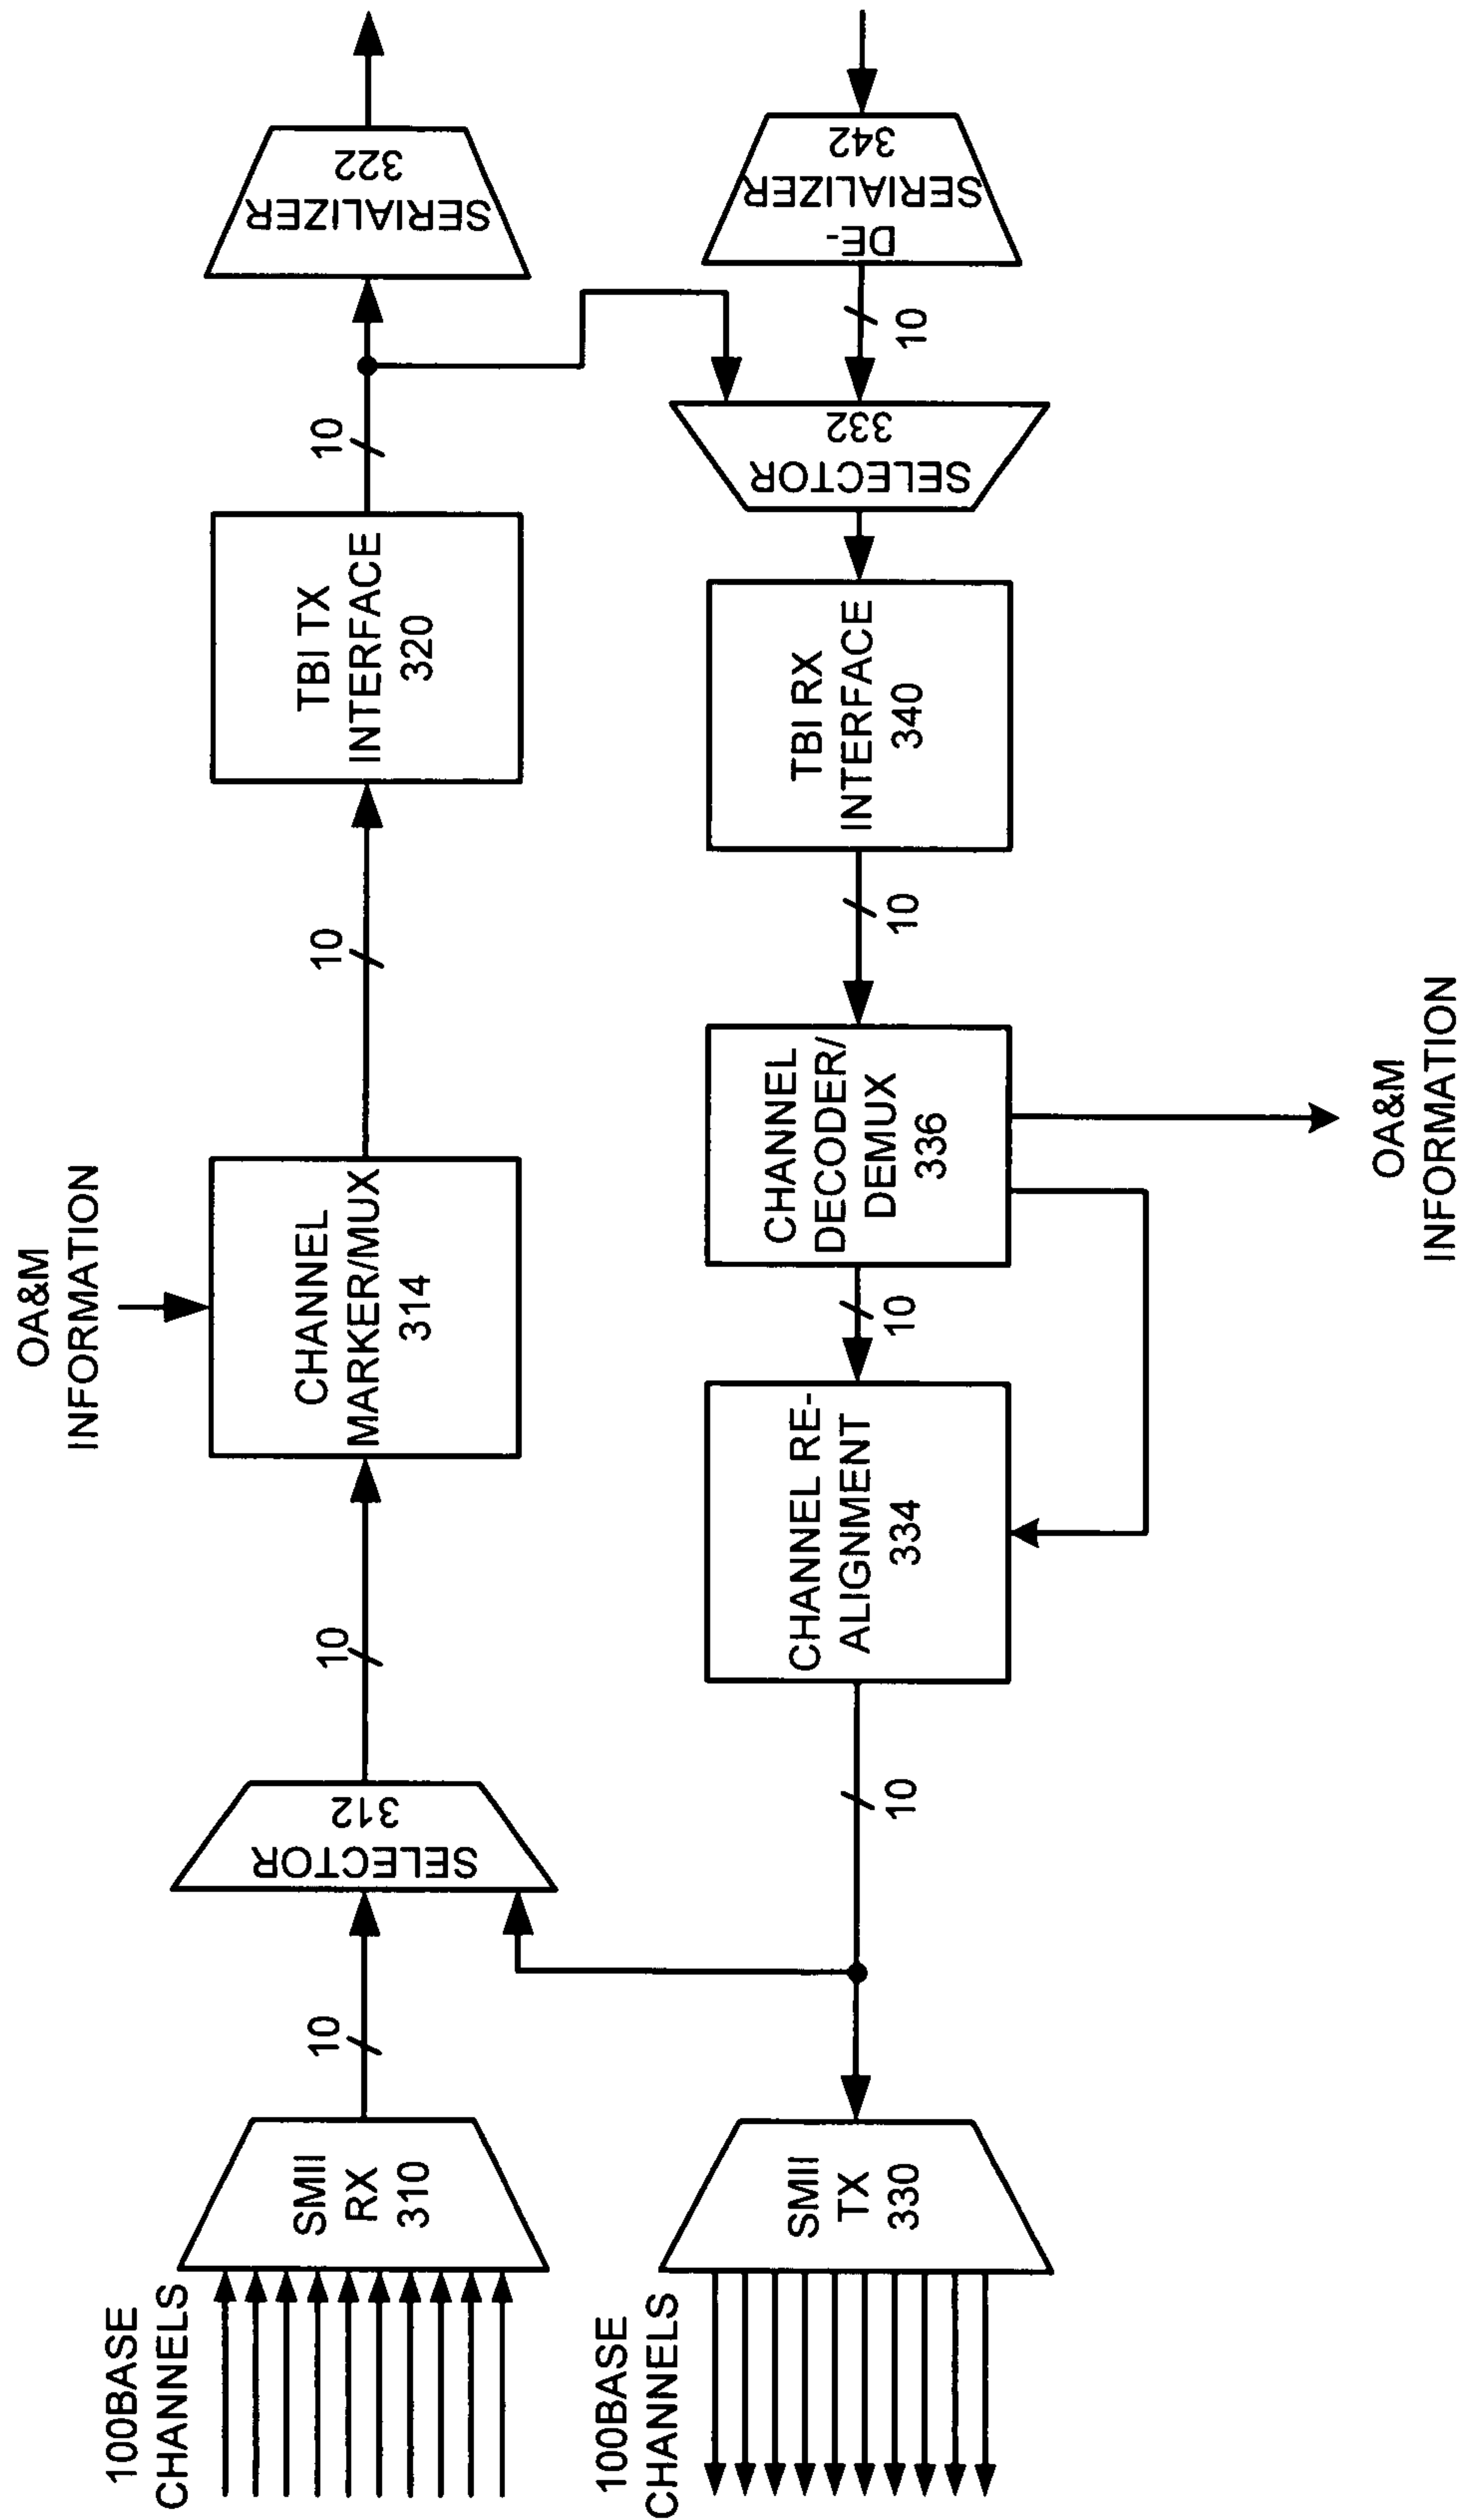 OA&M
INFORMATION
100BASE
CHANNELS
SMII
RX
310
10
SELECTOR
312
10
CHANNEL
MARKER/MUX
314
10
TBI TX
INTERFACE
320
10
SERIALIZER
322
100BASE
CHANNELS
SMII
TX
330
10
CHANNEL RE-
ALIGNMENT
334
10
CHANNEL
DECODER/
DEMUX
336
10
TBI RX
INTERFACE
340
SELECTOR
332
10
DE-
SERIALIZER
342
OA&M
INFORMATION